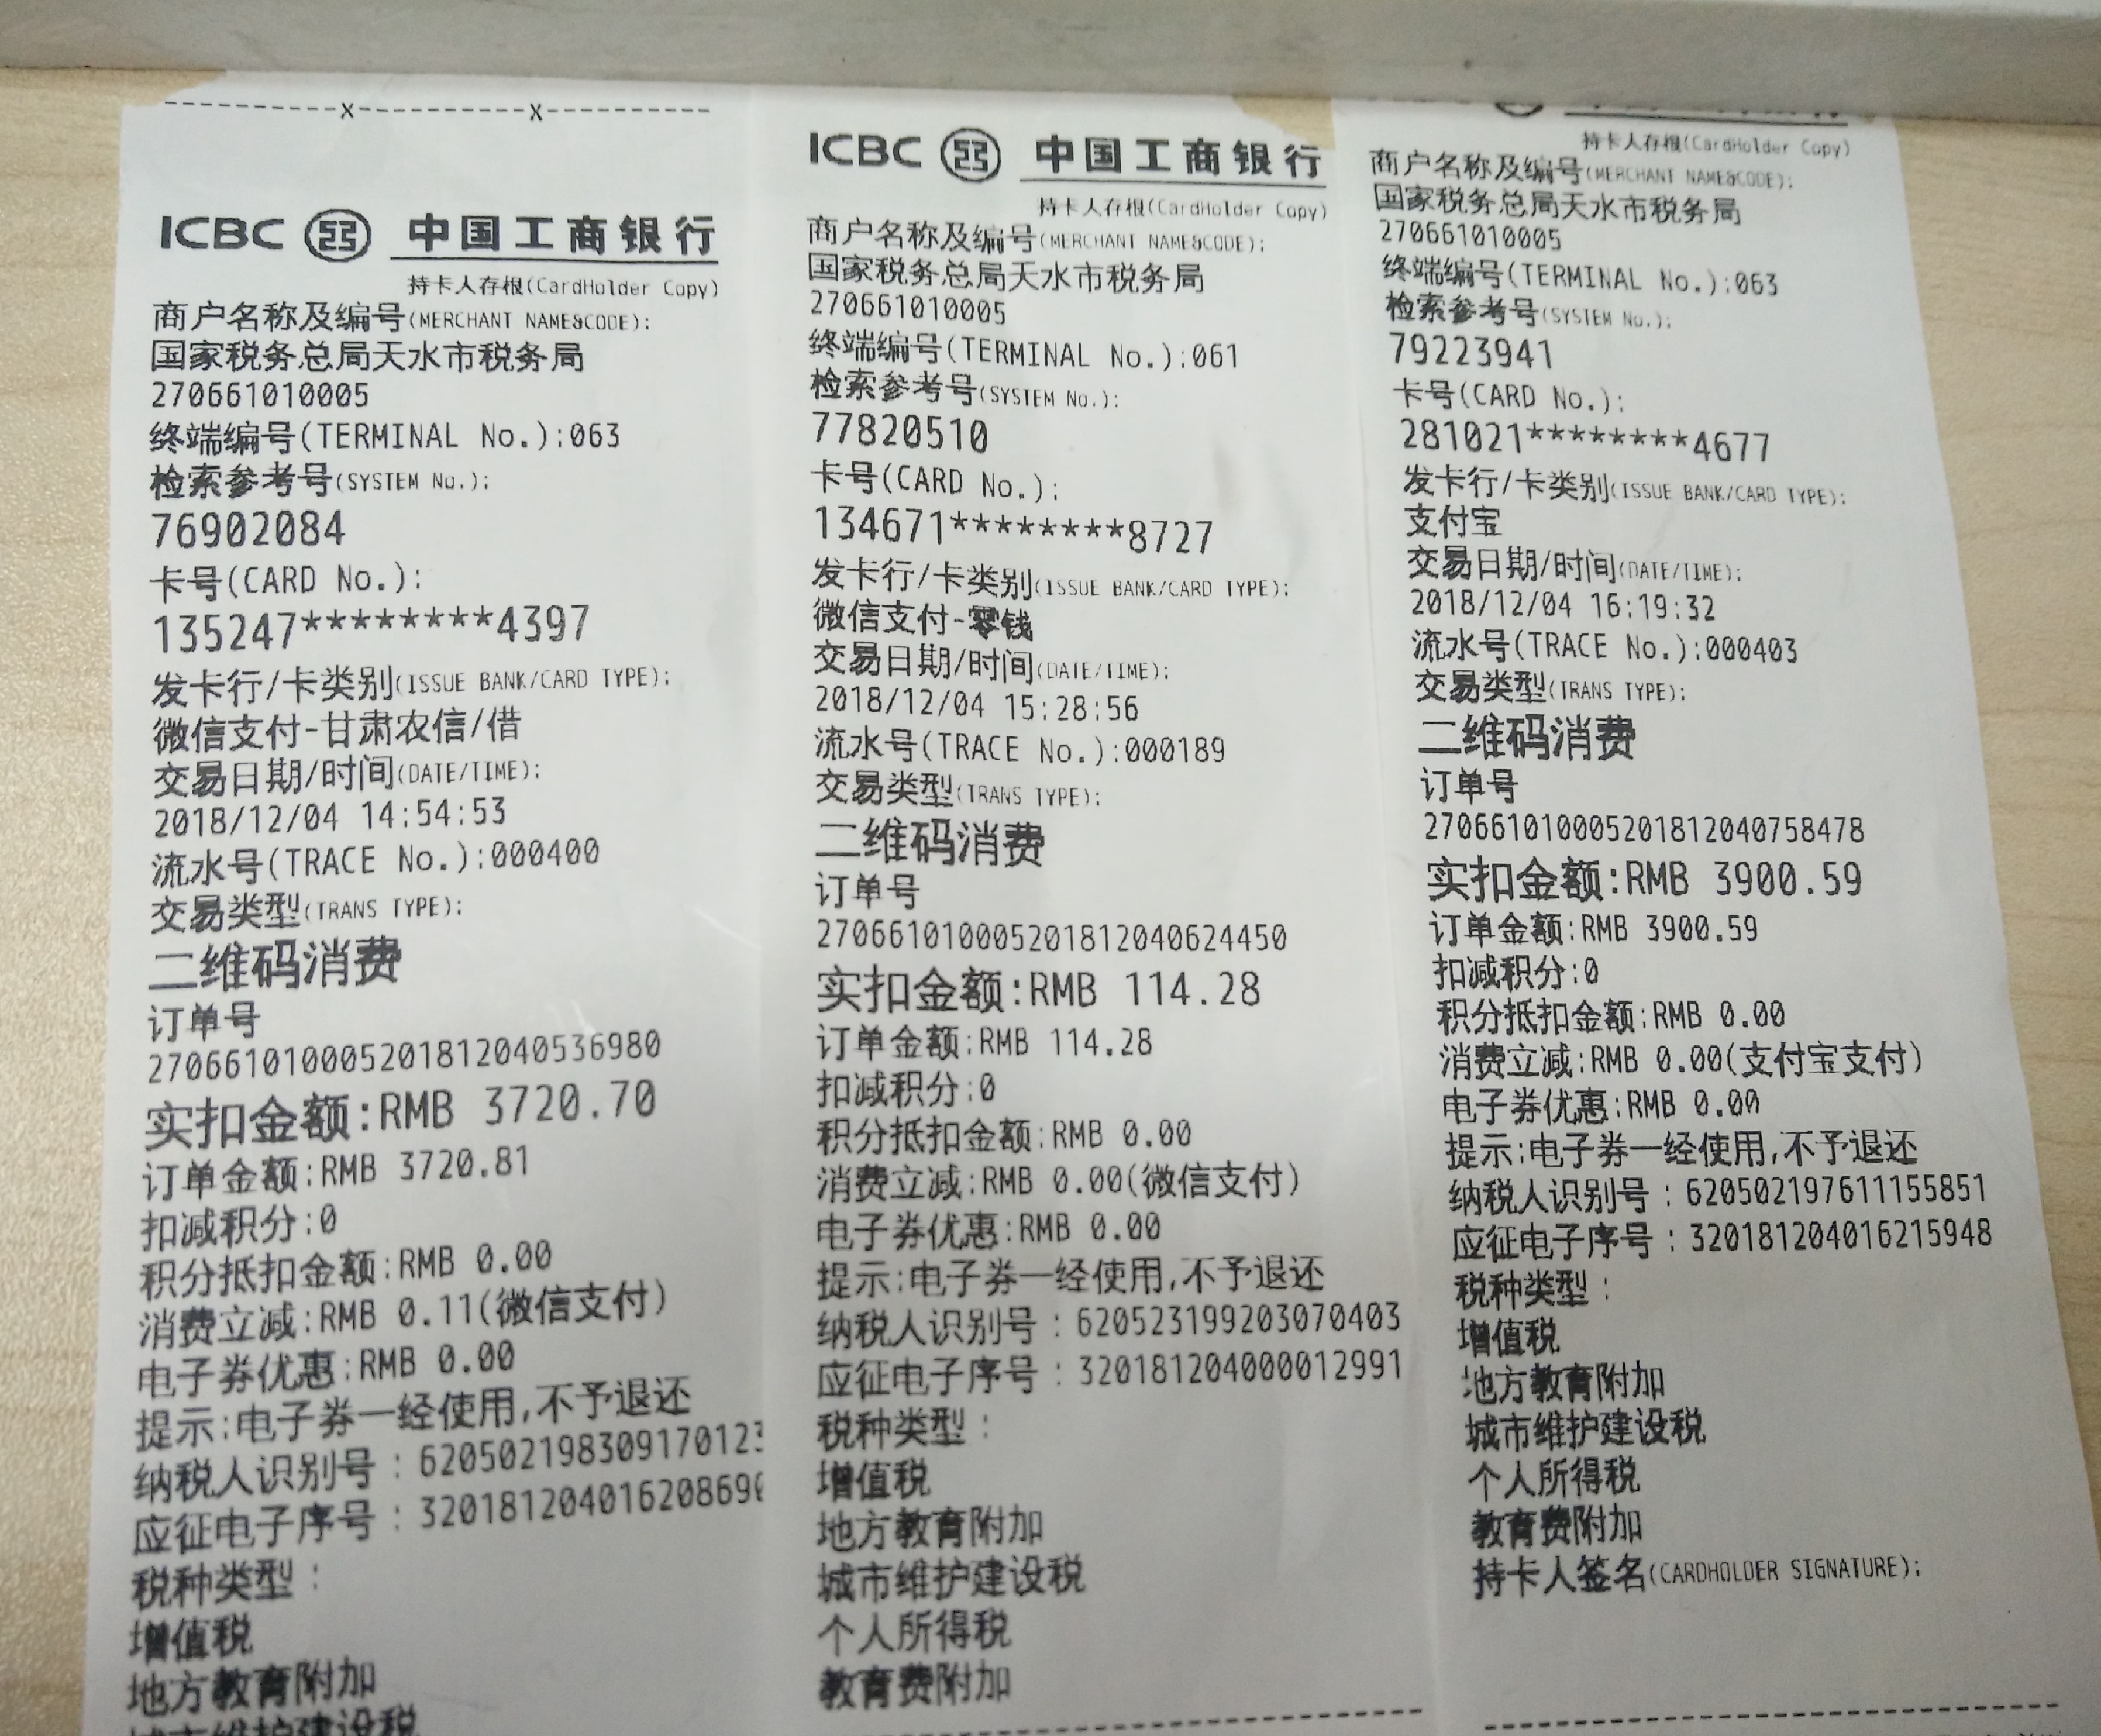 ICBC 中国工商银行
持卡人存根(CardHolder Copy)
商户名称及编号(MERCHANT NAME&CODE):
国家税务总局天水市税务局
270661010005
终端编号(TERMINAL No.):063
检索参考号(SYSTEM No.):
76902084
卡号(CARD No.):
135247********4397
发卡行/卡类别(ISSUE BANK/CARD TYPE):
微信支付-甘肃农信/借
交易日期/时间(DATE/TIME):
2018/12/04 14:54:53
流水号(TRACE No.):000400
交易类型(TRANS TYPE):
二维码消费
订单号
270661010005201812040536980
实扣金额:RMB 3720.70
订单金额:RMB 3720.81
扣减积分:0
积分抵扣金额:RMB 0.00
消费立减:RMB 0.11(微信支付)
电子券优惠:RMB 0.00
提示:电子券一经使用,不予退还
纳税人识别号:62050219830917012
应征电子序号:32018120401620869
税种类型:
增值税
地方教育附加
城市维护建设税
ICBC 中国工商银行
持卡人存根(CardHolder Copy)
商户名称及编号(MERCHANT NAME&CODE):
国家税务总局天水市税务局
270661010005
终端编号(TERMINAL No.):061
检索参考号(SYSTEM No.):
77820510
卡号(CARD No.):
134671********8727
发卡行/卡类别(ISSUE BANK/CARD TYPE):
微信支付-零钱
交易日期/时间(DATE/TIME):
2018/12/04 15:28:56
流水号(TRACE No.):000189
交易类型(TRANS TYPE):
二维码消费
订单号
270661010005201812040624450
实扣金额:RMB 114.28
订单金额:RMB 114.28
扣减积分:0
积分抵扣金额:RMB 0.00
消费立减:RMB 0.00(微信支付)
电子券优惠:RMB 0.00
提示:电子券一经使用,不予退还
纳税人识别号:620523199203070403
应征电子序号:320181204000012991
税种类型:
增值税
地方教育附加
城市维护建设税
个人所得税
教育费附加
持卡人存根(CardHolder Copy)
商户名称及编号(MERCHANT NAME&CODE):
国家税务总局天水市税务局
270661010005
终端编号(TERMINAL No.):063
检索参考号(SYSTEM No.):
79223941
卡号(CARD No.):
281021********4677
发卡行/卡类别(ISSUE BANK/CARD TYPE):
支付宝
交易日期/时间(DATE/TIME):
2018/12/04 16:19:32
流水号(TRACE No.):000403
交易类型(TRANS TYPE):
二维码消费
订单号
270661010005201812040758478
实扣金额:RMB 3900.59
订单金额:RMB 3900.59
扣减积分:0
积分抵扣金额:RMB 0.00
消费立减:RMB 0.00(支付宝支付)
电子券优惠:RMB 0.00
提示:电子券一经使用,不予退还
纳税人识别号:620502197611155851
应征电子序号:320181204016215948
税种类型:
增值税
地方教育附加
城市维护建设税
个人所得税
教育费附加
持卡人签名(CARDHOLDER SIGNATURE):